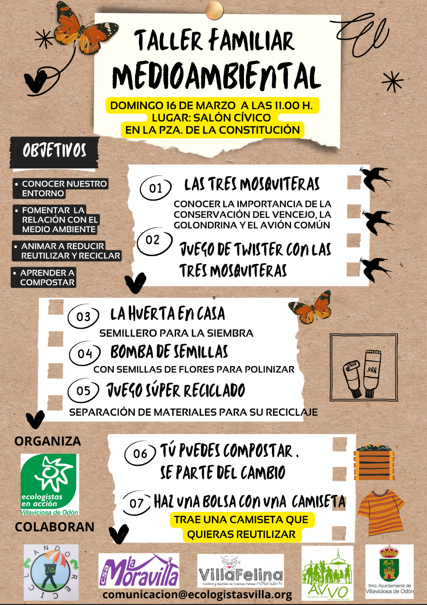 TALLER FAMILIAR
MEDIOAMBIENTAL
DOMINGO 16 DE MARZO A LAS 11.00 H.
LUGAR: SALÓN CÍVICO
EN LA PZA. DE LA CONSTITUCIÓN
OBJETIVOS
• CONOCER NUESTRO
ENTORNO
• FOMENTAR LA
RELACIÓN CON EL
MEDIO AMBIENTE
• ANIMAR A REDUCIR
REUTILIZAR Y RECICLAR
• APRENDER A
COMPOSTAR
01 LAS TRES MOSQUITERAS
CONOCER LA IMPORTANCIA DE LA
CONSERVACIÓN DEL VENCEJO, LA
GOLONDRINA Y EL AVIÓN COMÚN
02 JUEGO DE TWISTER CON LAS
TRES MOSQUITERAS
03 LA HUERTA EN CASA
SEMILLERO PARA LA SIEMBRA
04 BOMBA DE SEMILLAS
CON SEMILLAS DE FLORES PARA POLINIZAR
05 JUEGO SÚPER RECICLADO
SEPARACIÓN DE MATERIALES PARA SU RECICLAJE
06 TÚ PUEDES COMPOSTAR.
SE PARTE DEL CAMBIO
07 HAZ UNA BOLSA CON UNA CAMISETA
TRAE UNA CAMISETA QUE
QUIERAS REUTILIZAR
ORGANIZA
ecologistas
en acción
Villaviciosa de Odón
COLABORAN
La Moravilla
VillaFelina
AVVO
Ilmo. Ayuntamiento de
Villaviciosa de Odón
comunicacion@ecologistasvilla.org